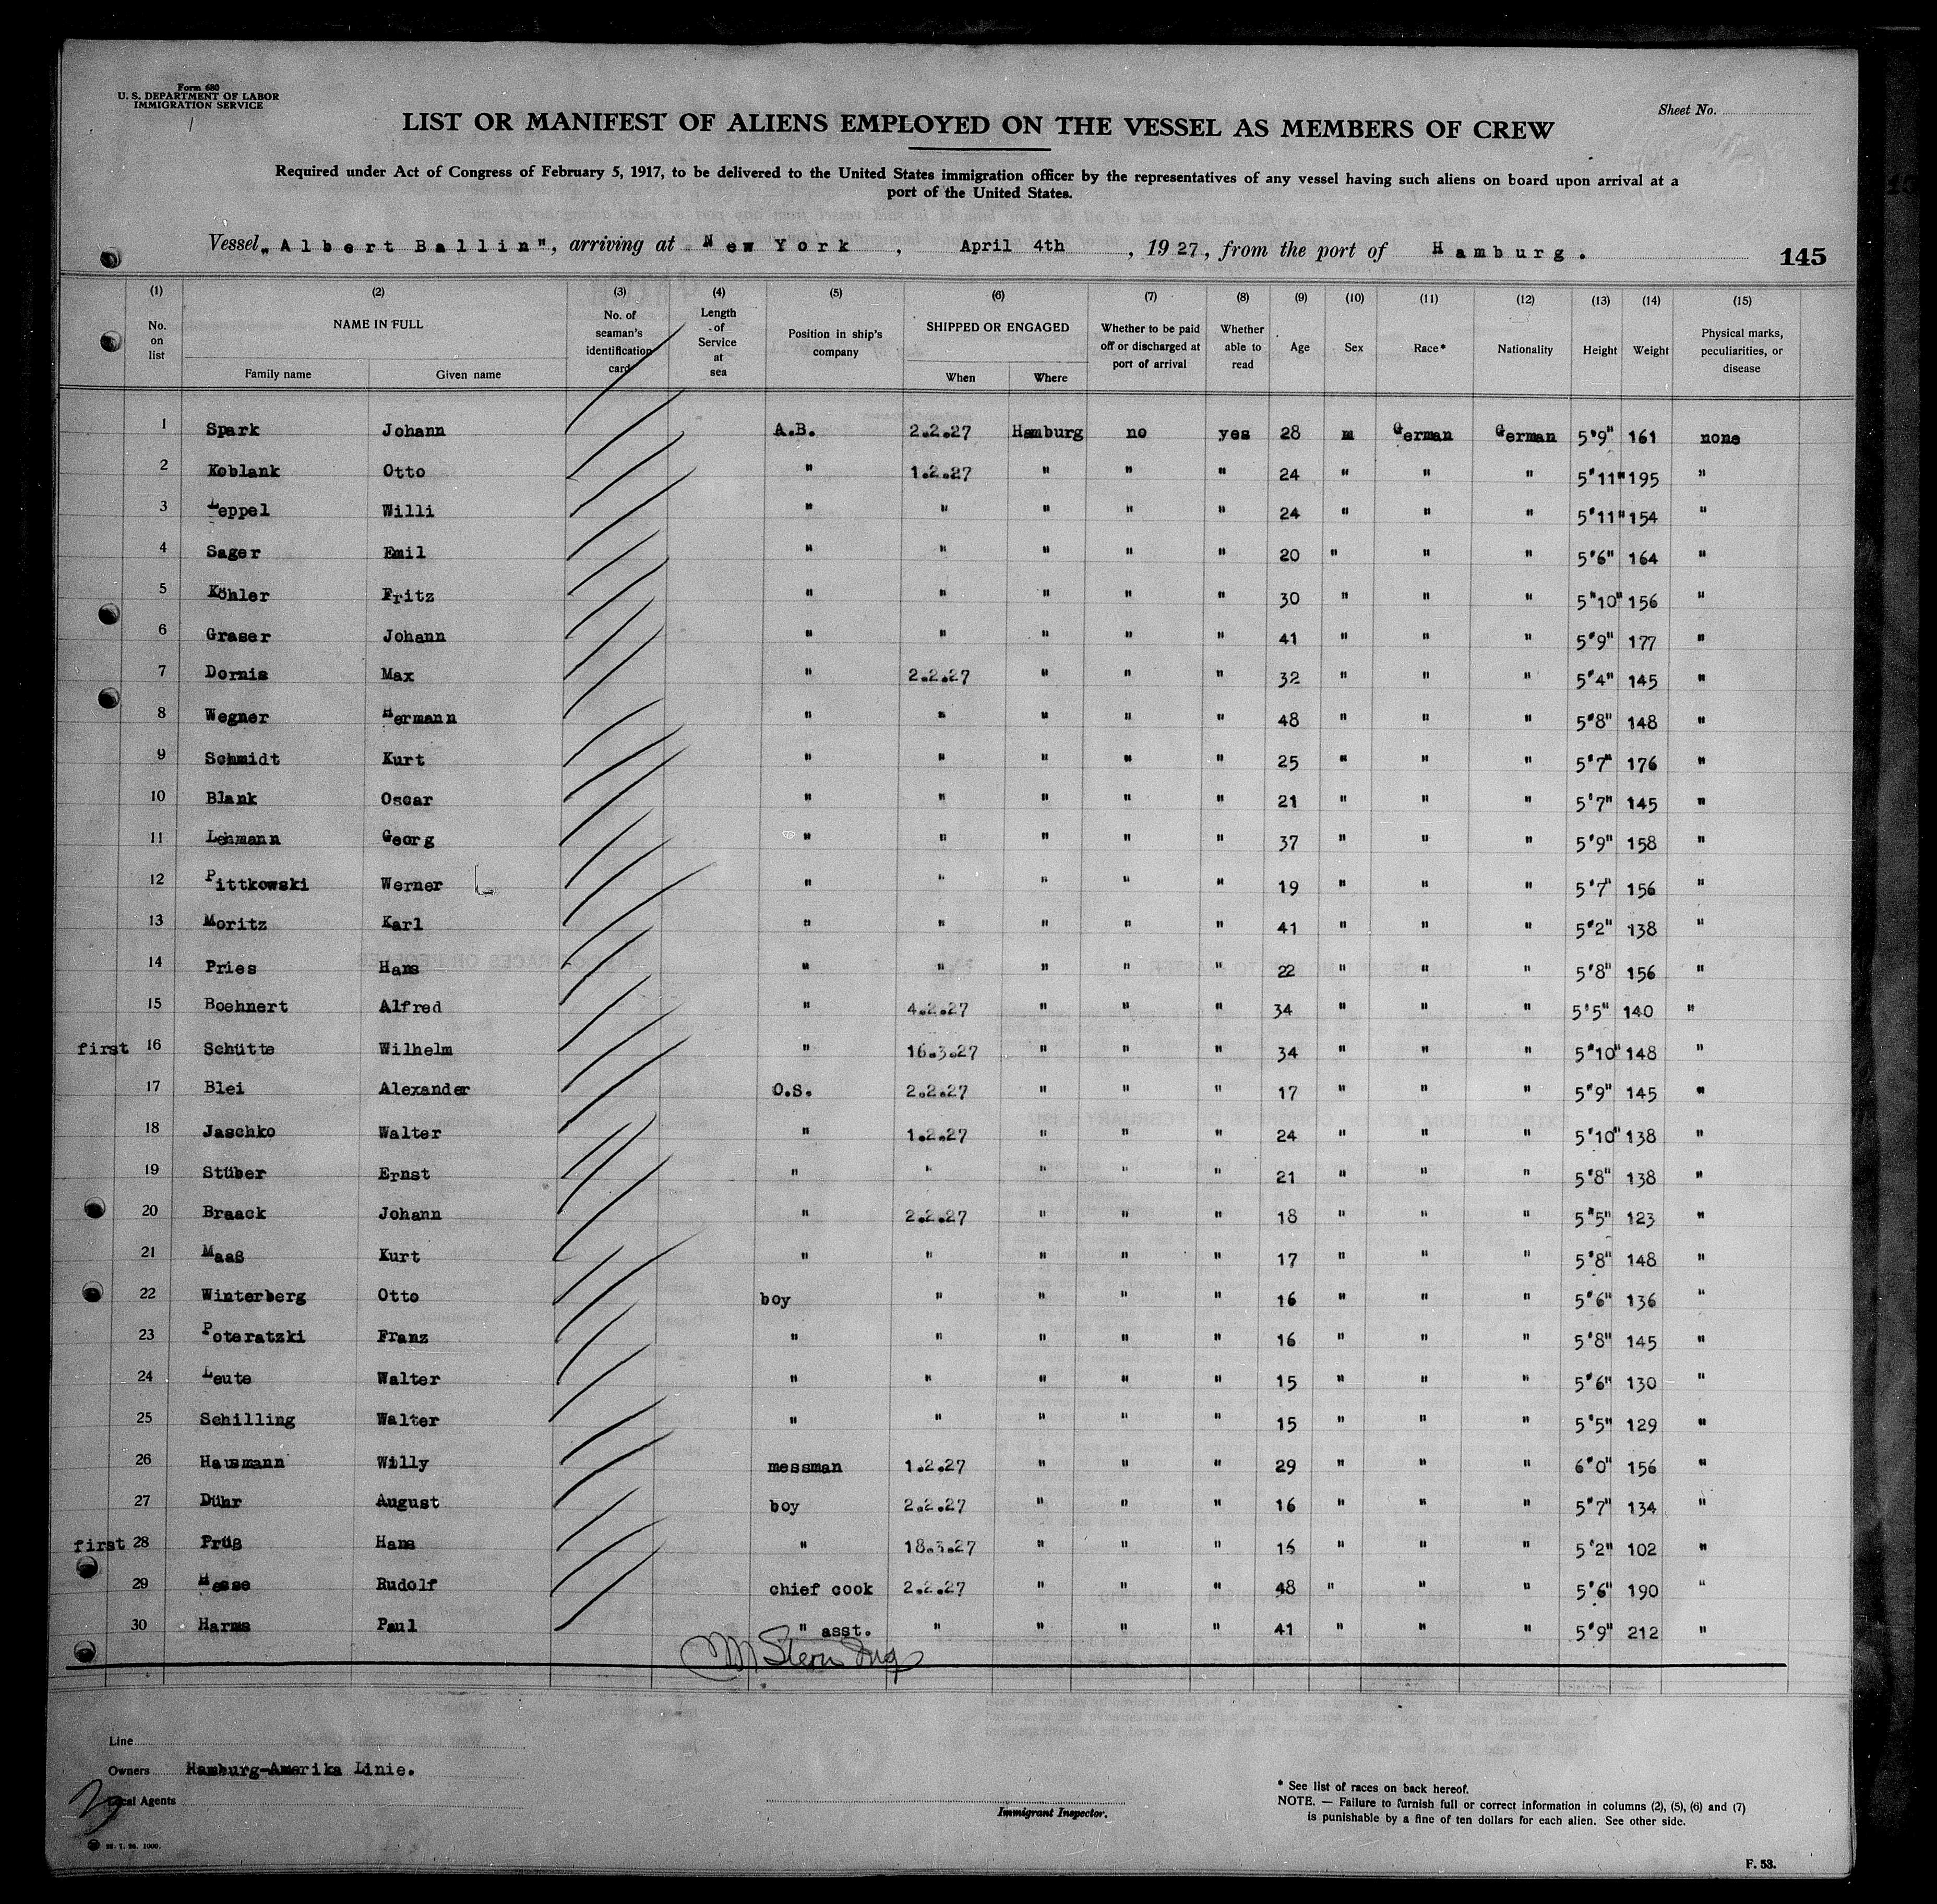 Form 680
U. S. DEPARTMENT OF LABOR
IMMIGRATION SERVICE
Sheet No.
LIST OR MANIFEST OF ALIENS EMPLOYED ON THE VESSEL AS MEMBERS OF CREW
Required under Act of Congress of February 5, 1917, to be delivered to the United States immigration officer by the representatives of any vessel having such aliens on board upon arrival at a
port of the United States.
Vessel „Albert Ballin", arriving at New York, April 4th, 1927, from the port of Hamburg.
145
(1) (2) (3) (4) (5) (6) (7) (8) (9) (10) (11) (12) (13) (14) (15)
No. on list NAME IN FULL Family name Given name No. of seaman's identification card Length of Service at sea Position in ship's company SHIPPED OR ENGAGED When Where Whether to be paid off or discharged at port of arrival Whether able to read Age Sex Race* Nationality Height Weight Physical marks, peculiarities, or disease
1 Spark Johann A.B. 2.2.27 Hamburg no yes 28 m German German 5'9" 161 none
2 Koblank Otto " 1.2.27 " " " 24 " " " 5'11" 195 "
3 Leppel Willi " " " " " 24 " " " 5'11" 154 "
4 Sager Emil " " " " " 20 " " " 5'6" 164 "
5 Köhler Fritz " " " " " 30 " " " 5"10" 156 "
6 Graser Johann " " " " " 41 " " " 5'9" 177 "
7 Dornis Max " 2.2.27 " " " 32 " " " 5'4" 145 "
8 Wegner Hermann " " " " " 48 " " " 5'8" 148 "
9 Schmidt Kurt " " " " " 25 " " " 5'7" 176 "
10 Blank Oscar " " " " " 21 " " " 5'7" 145 "
11 Lehmann Georg " " " " " 37 " " " 5'9" 158 "
12 Pittkowski Werner " " " " " 19 " " " 5'7" 156 "
13 Moritz Karl " " " " " 41 " " " 5'2" 138 "
14 Pries Hans " " " " " 22 " " " 5'8" 156 "
15 Boehnert Alfred " 4.2.27 " " " 34 " " " 5'5" 140 "
first 16 Schütte Wilhelm " 16.3.27 " " " 34 " " " 5'10" 148 "
17 Blei Alexander O.S. 2.2.27 " " " 17 " " " 5'9" 145 "
18 Jaschko Walter " 1.2.27 " " " 24 " " " 5'10" 138 "
19 Stüber Ernst " " " " " 21 " " " 5'8" 138 "
20 Braack Johann " 2.2.27 " " " 18 " " " 5'5" 123 "
21 Maaß Kurt " " " " " 17 " " " 5'8" 148 "
22 Winterberg Otto boy " " " " 16 " " " 5'6" 136 "
23 Poteratzki Franz " " " " " 16 " " " 5'8" 145 "
24 Leute Walter " " " " " 15 " " " 5'6" 130 "
25 Schilling Walter " " " " " 15 " " " 5'5" 129 "
26 Hausmann Willy messman 1.2.27 " " " 29 " " " 6'0" 156 "
27 Dühr August boy 2.2.27 " " " 16 " " " 5'7" 134 "
first 28 Prüß Hans " 18.3.27 " " " " " " 5'2" 102 "
29 Hesse Rudolf chief cook 2.2.27 " " " 48 " " " 5'6" 190 "
30 Harms Paul " asst. " " " " 41 " " " 5'9" 212 "
Stern
Line
Owners Hamburg-Amerika Linie.
Local Agents
Immigrant Inspector.
* See list of races on back hereof.
NOTE. — Failure to furnish full or correct information in columns (2), (5), (6) and (7)
is punishable by a fine of ten dollars for each alien. See other side.
F. 53.